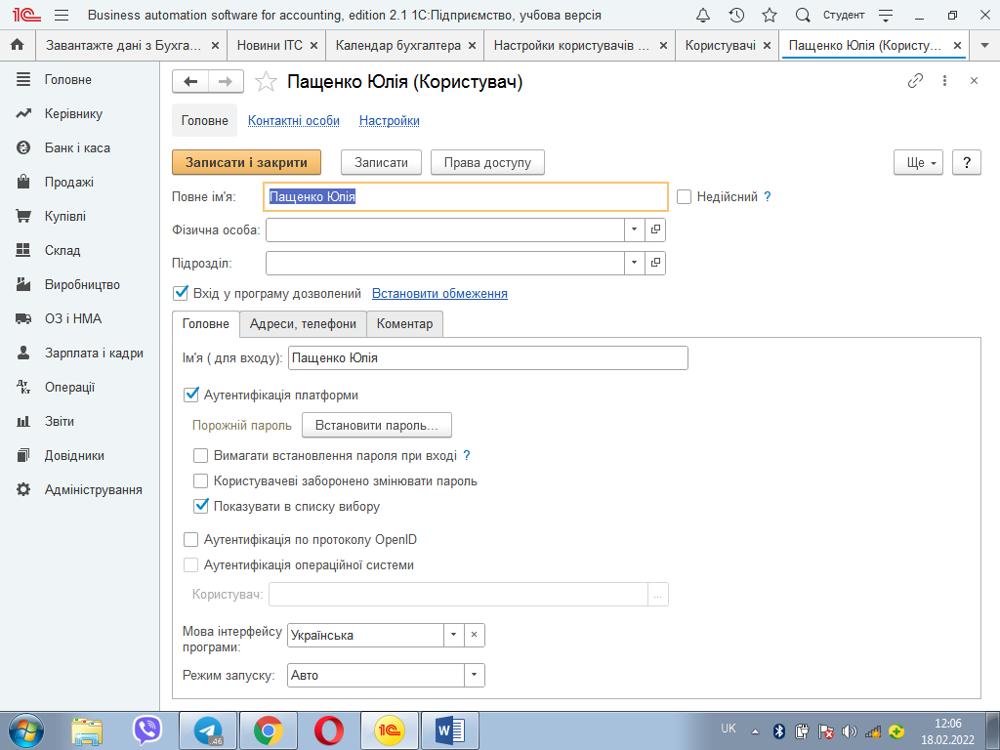 1С Business automation software for accounting, edition 2.1 1С:Підприємство, учбова версія Студент
Завантажте дані з Бухга... × Новини ІТС × Календар бухгалтера × Настройки користувачів ... × Користувачі × Пащенко Юлія (Користу... ×
Головне
Керівнику
Банк і каса
Продажі
Купівлі
Склад
Виробництво
ОЗ і НМА
Зарплата і кадри
Дт Кт Операції
Звіти
Довідники
Адміністрування
Пащенко Юлія (Користувач)
Головне Контактні особи Настройки
Записати і закрити Записати Права доступу Ще ?
Повне ім'я: Пащенко Юлія Недійсний ?
Фізична особа:
Підрозділ:
Вхід у програму дозволений Встановити обмеження
Головне Адреси, телефони Коментар
Ім'я ( для входу): Пащенко Юлія
Аутентифікація платформи
Порожній пароль Встановити пароль...
Вимагати встановлення пароля при вході ?
Користувачеві заборонено змінювати пароль
Показувати в списку вибору
Аутентифікація по протоколу OpenID
Аутентифікація операційної системи
Користувач: ...
Мова інтерфейсу
програми: Українська ×
Режим запуску: Авто
46 1С W UK 12:06
18.02.2022